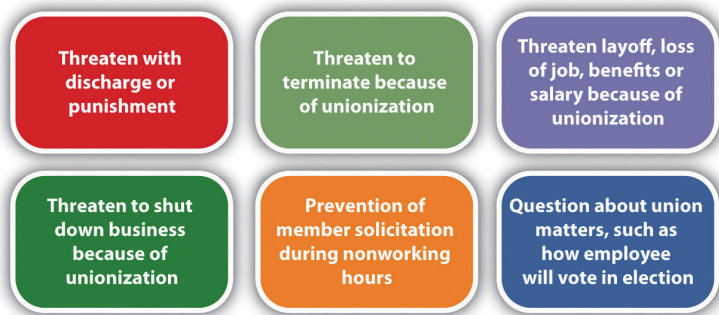 Threaten with
discharge or
punishment
Threaten to
terminate because
of unionization
Threaten layoff, loss
of job, benefits or
salary because of
unionization
Threaten to shut
down business
because of
unionization
Prevention of
member solicitation
during nonworking
hours
Question about union
matters, such as
how employee
will vote in election